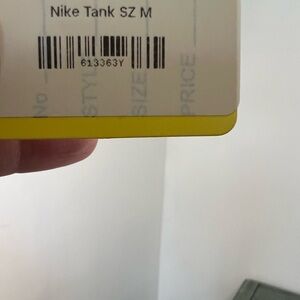 Nike Tank SZ M
613363Y
NO
STYLE
SIZE
PRICE